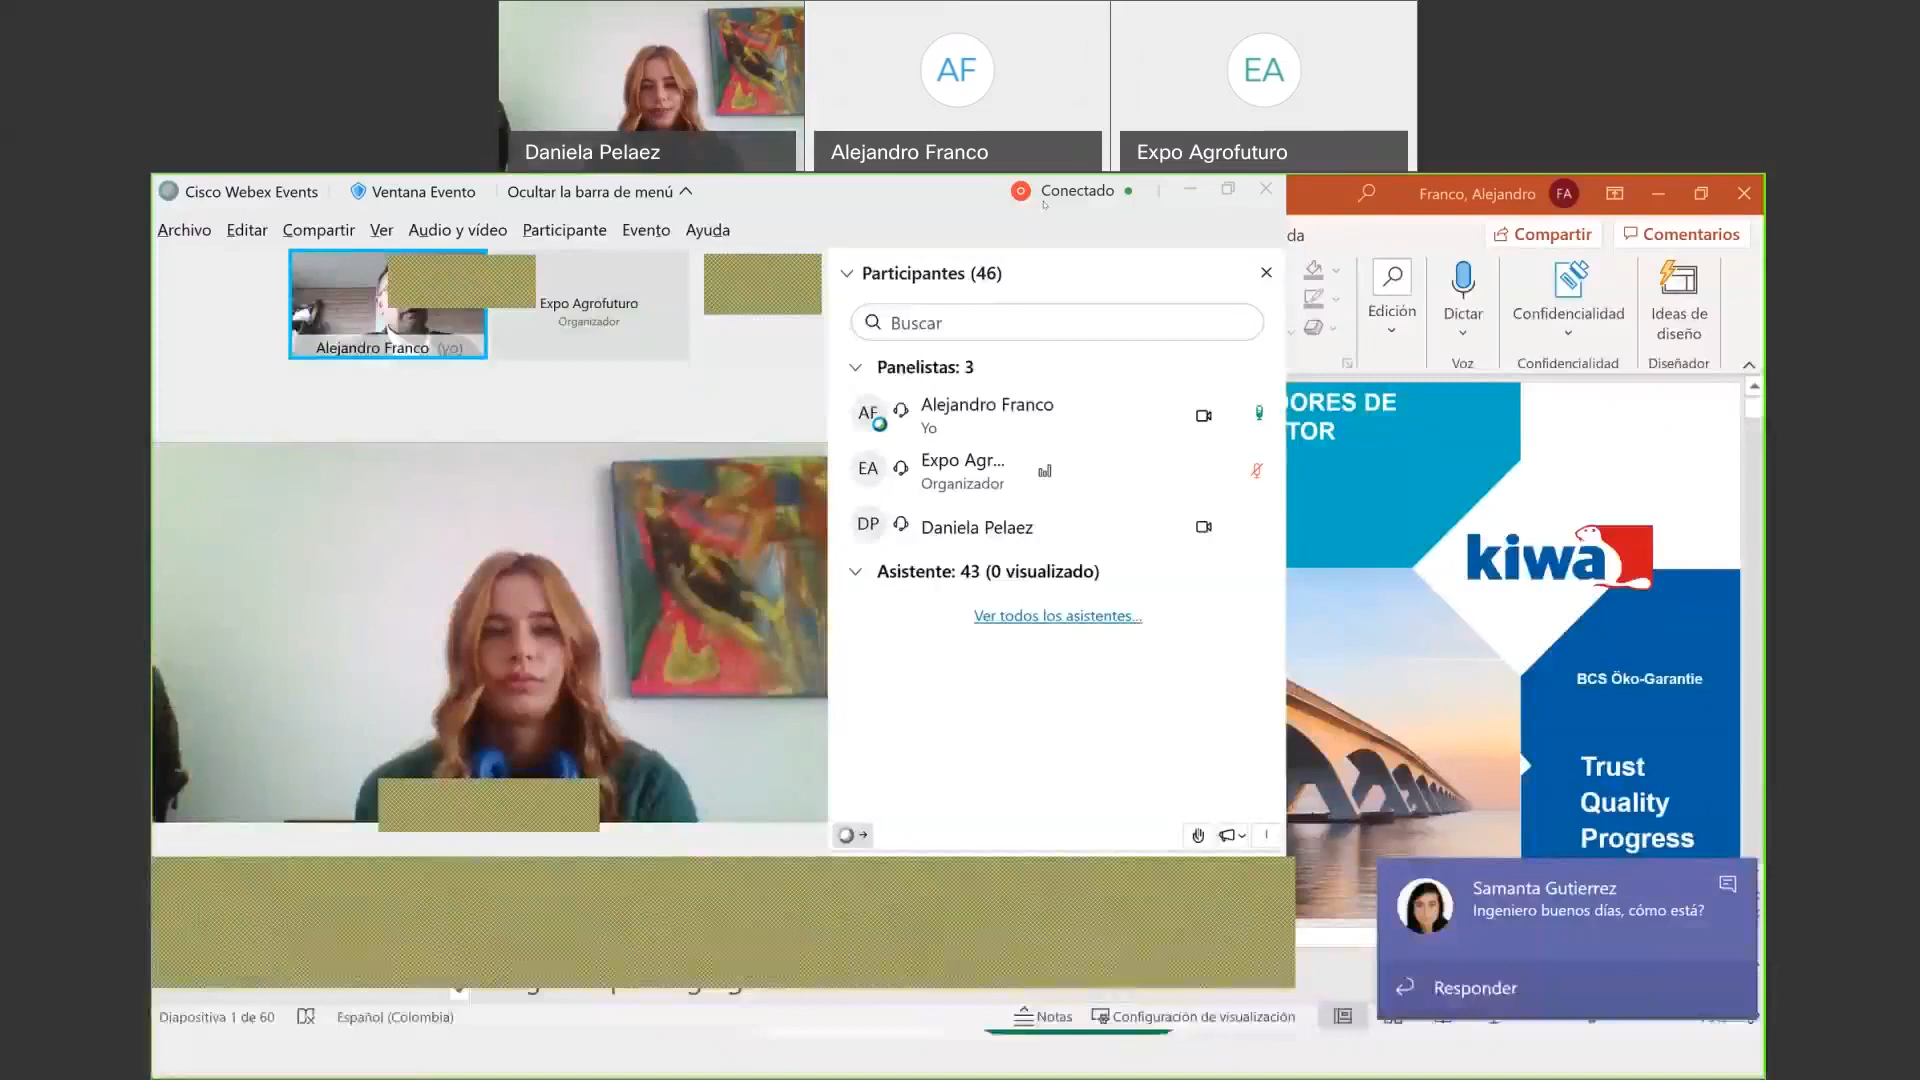 AF
EA
Daniela Pelaez
Alejandro Franco
Expo Agrofuturo
Cisco Webex Events
Ventana Evento
Ocultar la barra de menú
Conectado
Franco, Alejandro
FA
Archivo
Editar
Compartir
Ver
Audio y vídeo
Participante
Evento
Ayuda
da
Compartir
Comentarios
Expo Agrofuturo
Organizador
Alejandro Franco (yo)
Participantes (46)
Buscar
Panelistas: 3
AF
Alejandro Franco
Yo
EA
Expo Agr...
Organizador
DP
Daniela Pelaez
Asistente: 43 (0 visualizado)
Ver todos los asistentes...
Edición
Dictar
Confidencialidad
Ideas de
diseño
Voz
Confidencialidad
Diseñador
DORES DE
TOR
kiwa
BCS Öko-Garantie
Trust
Quality
Progress
Samanta Gutierrez
Ingeniero buenos días, cómo está?
Responder
Diapositiva 1 de 60
Español (Colombia)
Notas
Configuración de visualización